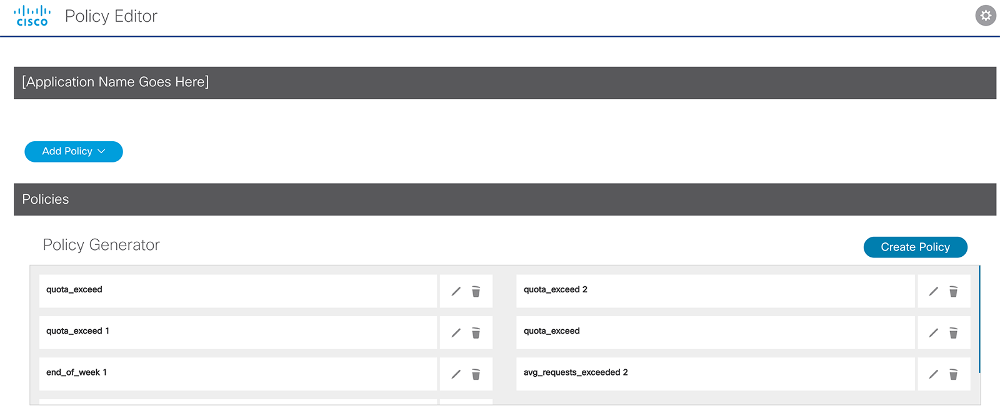 cisco Policy Editor
[Application Name Goes Here]
Add Policy
Policies
Policy Generator
Create Policy
quota_exceed
quota_exceed 2
quota_exceed 1
quota_exceed
end_of_week 1
avg_requests_exceeded 2